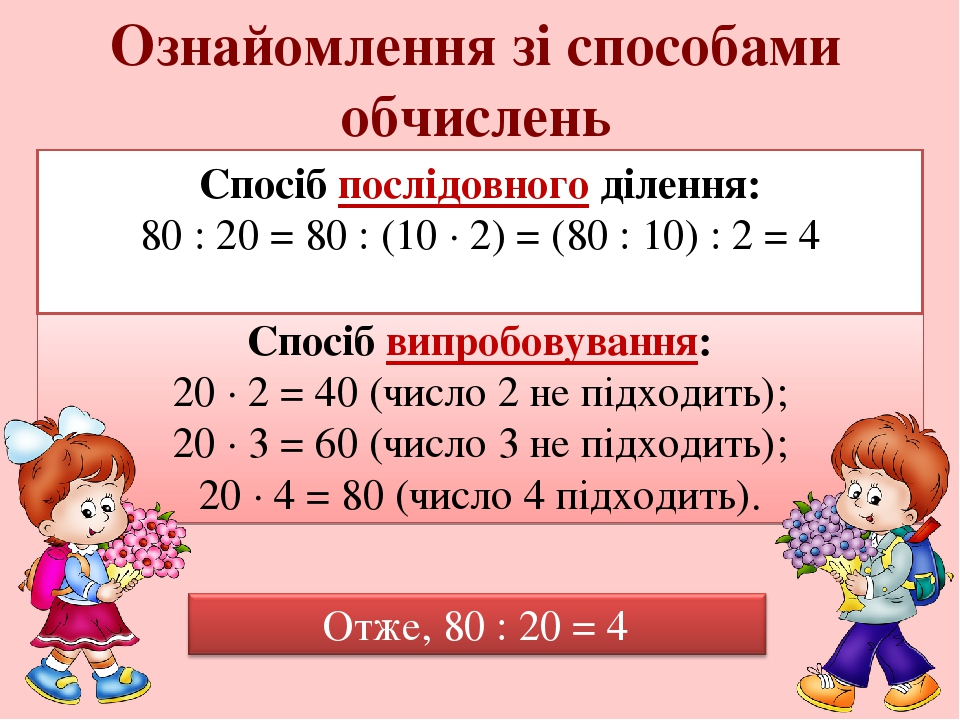 Ознайомлення зі способами
обчислень
Спосіб послідовного ділення:
80 : 20 = 80 : (10 · 2) = (80 : 10) : 2 = 4
Спосіб випробовування:
20 · 2 = 40 (число 2 не підходить);
20 · 3 = 60 (число 3 не підходить);
20 · 4 = 80 (число 4 підходить).
Отже, 80 : 20 = 4